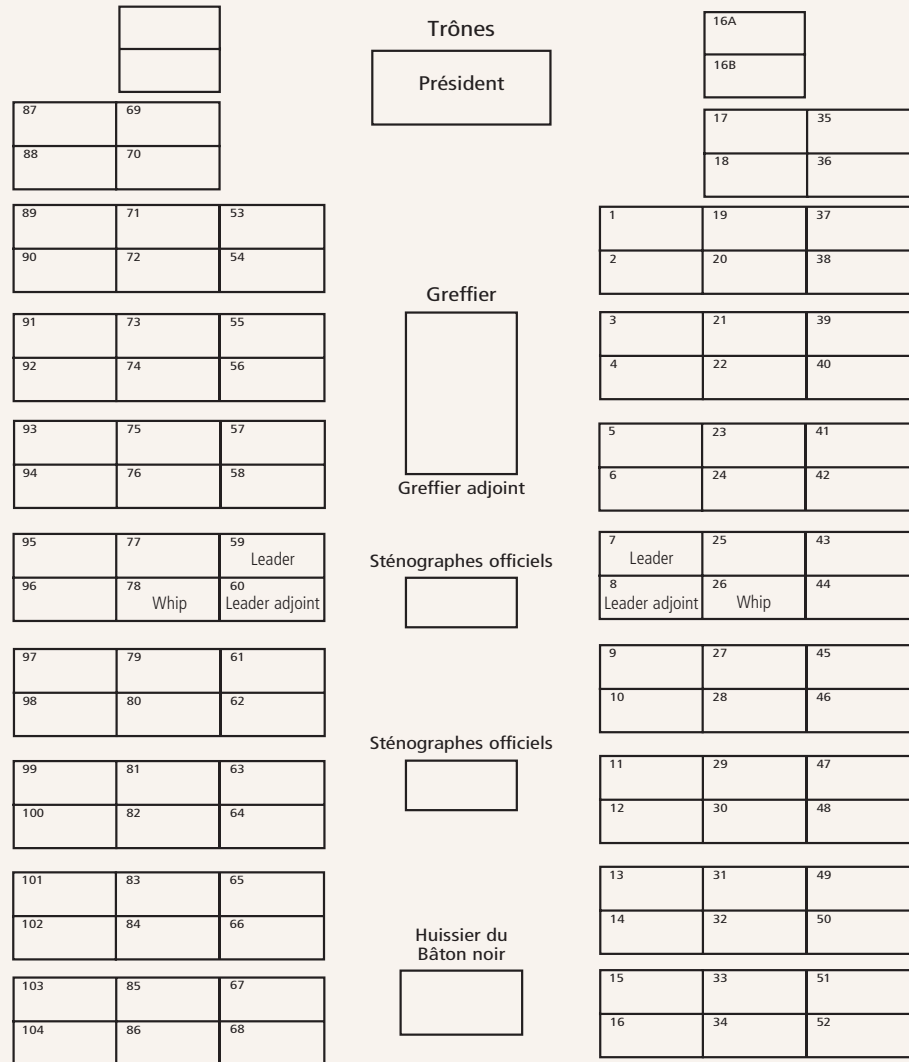 Trônes
Président
16A
16B
87 69
88 70
17 35
18 36
89 71 53
90 72 54
1 19 37
2 20 38
Greffier
91 73 55
92 74 56
3 21 39
4 22 40
93 75 57
94 76 58
5 23 41
6 24 42
Greffier adjoint
95 77 59
Leader
96 78 60
Whip Leader adjoint
Sténographes officiels
7 25 43
Leader
8 26 44
Leader adjoint Whip
97 79 61
98 80 62
9 27 45
10 28 46
Sténographes officiels
99 81 63
100 82 64
11 29 47
12 30 48
101 83 65
102 84 66
13 31 49
14 32 50
Huissier du
Bâton noir
103 85 67
104 86 68
15 33 51
16 34 52